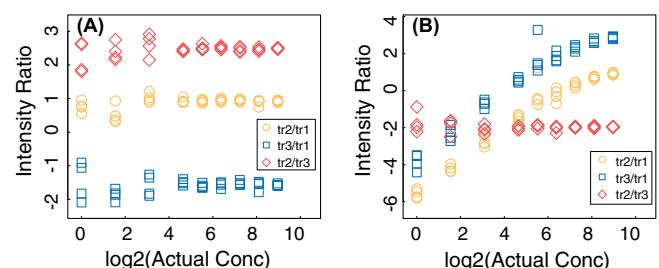 (A)
Intensity Ratio
3
2
1
0
-1
-2
0 2 4 6 8 10
log2(Actual Conc)
tr2/tr1
tr3/tr1
tr2/tr3
(B)
Intensity Ratio
4
2
0
-2
-4
-6
0 2 4 6 8 10
log2(Actual Conc)
tr2/tr1
tr3/tr1
tr2/tr3